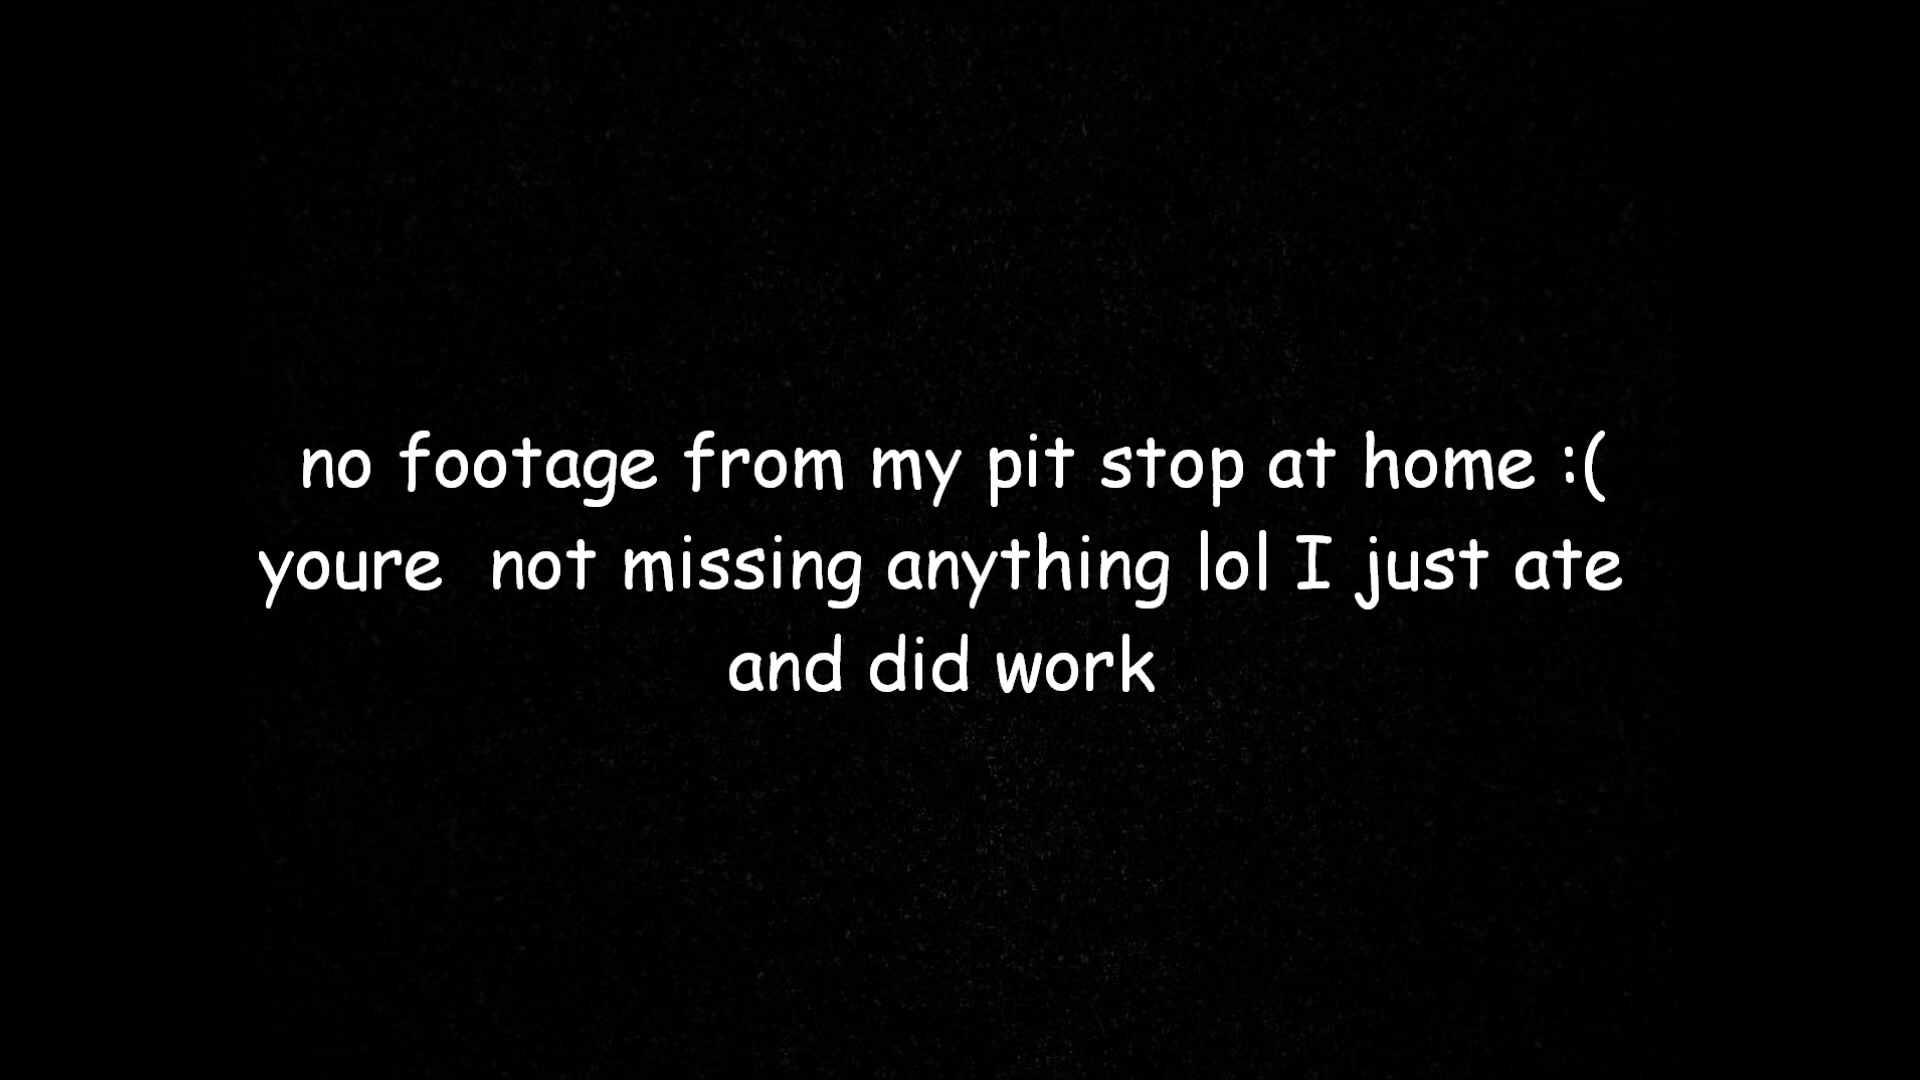 no footage from my pit stop at home :(
youre  not missing anything lol I just ate
and did work